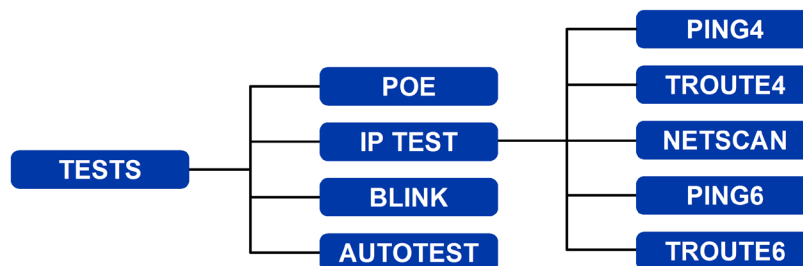 TESTS
POE
IP TEST
BLINK
AUTOTEST
PING4
TROUTE4
NETSCAN
PING6
TROUTE6